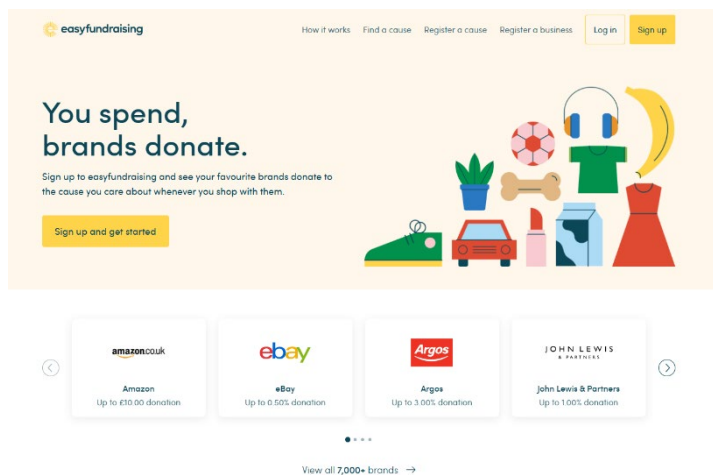 easyfundraising
How it works Find a cause Register a cause Register a business Log in Sign up
You spend,
brands donate.
Sign up to easyfundraising and see your favourite brands donate to
the cause you care about whenever you shop with them.
Sign up and get started
amazon.co.uk
Amazon
Up to £10.00 donation
ebay
eBay
Up to 0.50% donation
Argos
Argos
Up to 3.00% donation
JOHN LEWIS
& PARTNERS
John Lewis & Partners
Up to 1.00% donation
View all 7,000+ brands →